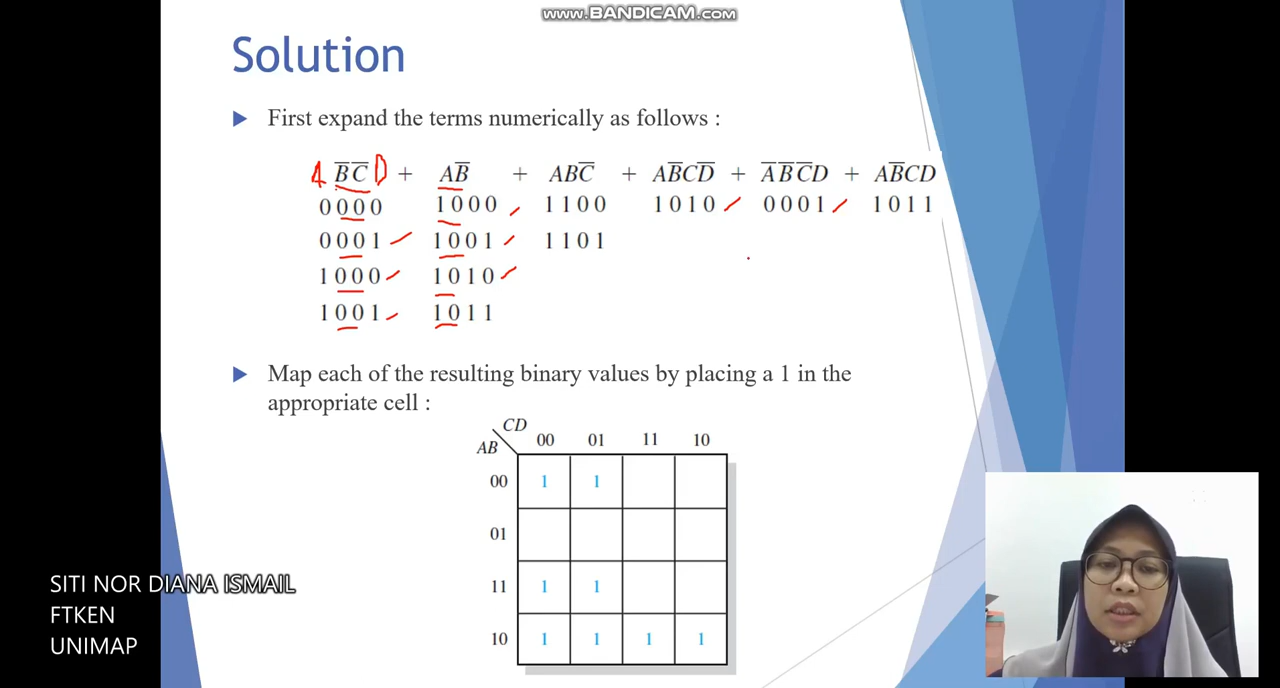 www.BANDICAM.com
Solution
First expand the terms numerically as follows :
A B̅C̅ D + AB̅ + ABC̅ + AB̅CD̅ + A̅B̅C̅D + AB̅CD
0000 1000 1100 1010 0001 1011
0001 1001 1101
1000 1010
1001 1011
Map each of the resulting binary values by placing a 1 in the
appropriate cell :
CD
AB 00 01 11 10
00 1 1
01
11 1 1
10 1 1 1 1
SITI NOR DIANA ISMAIL
FTKEN
UNIMAP